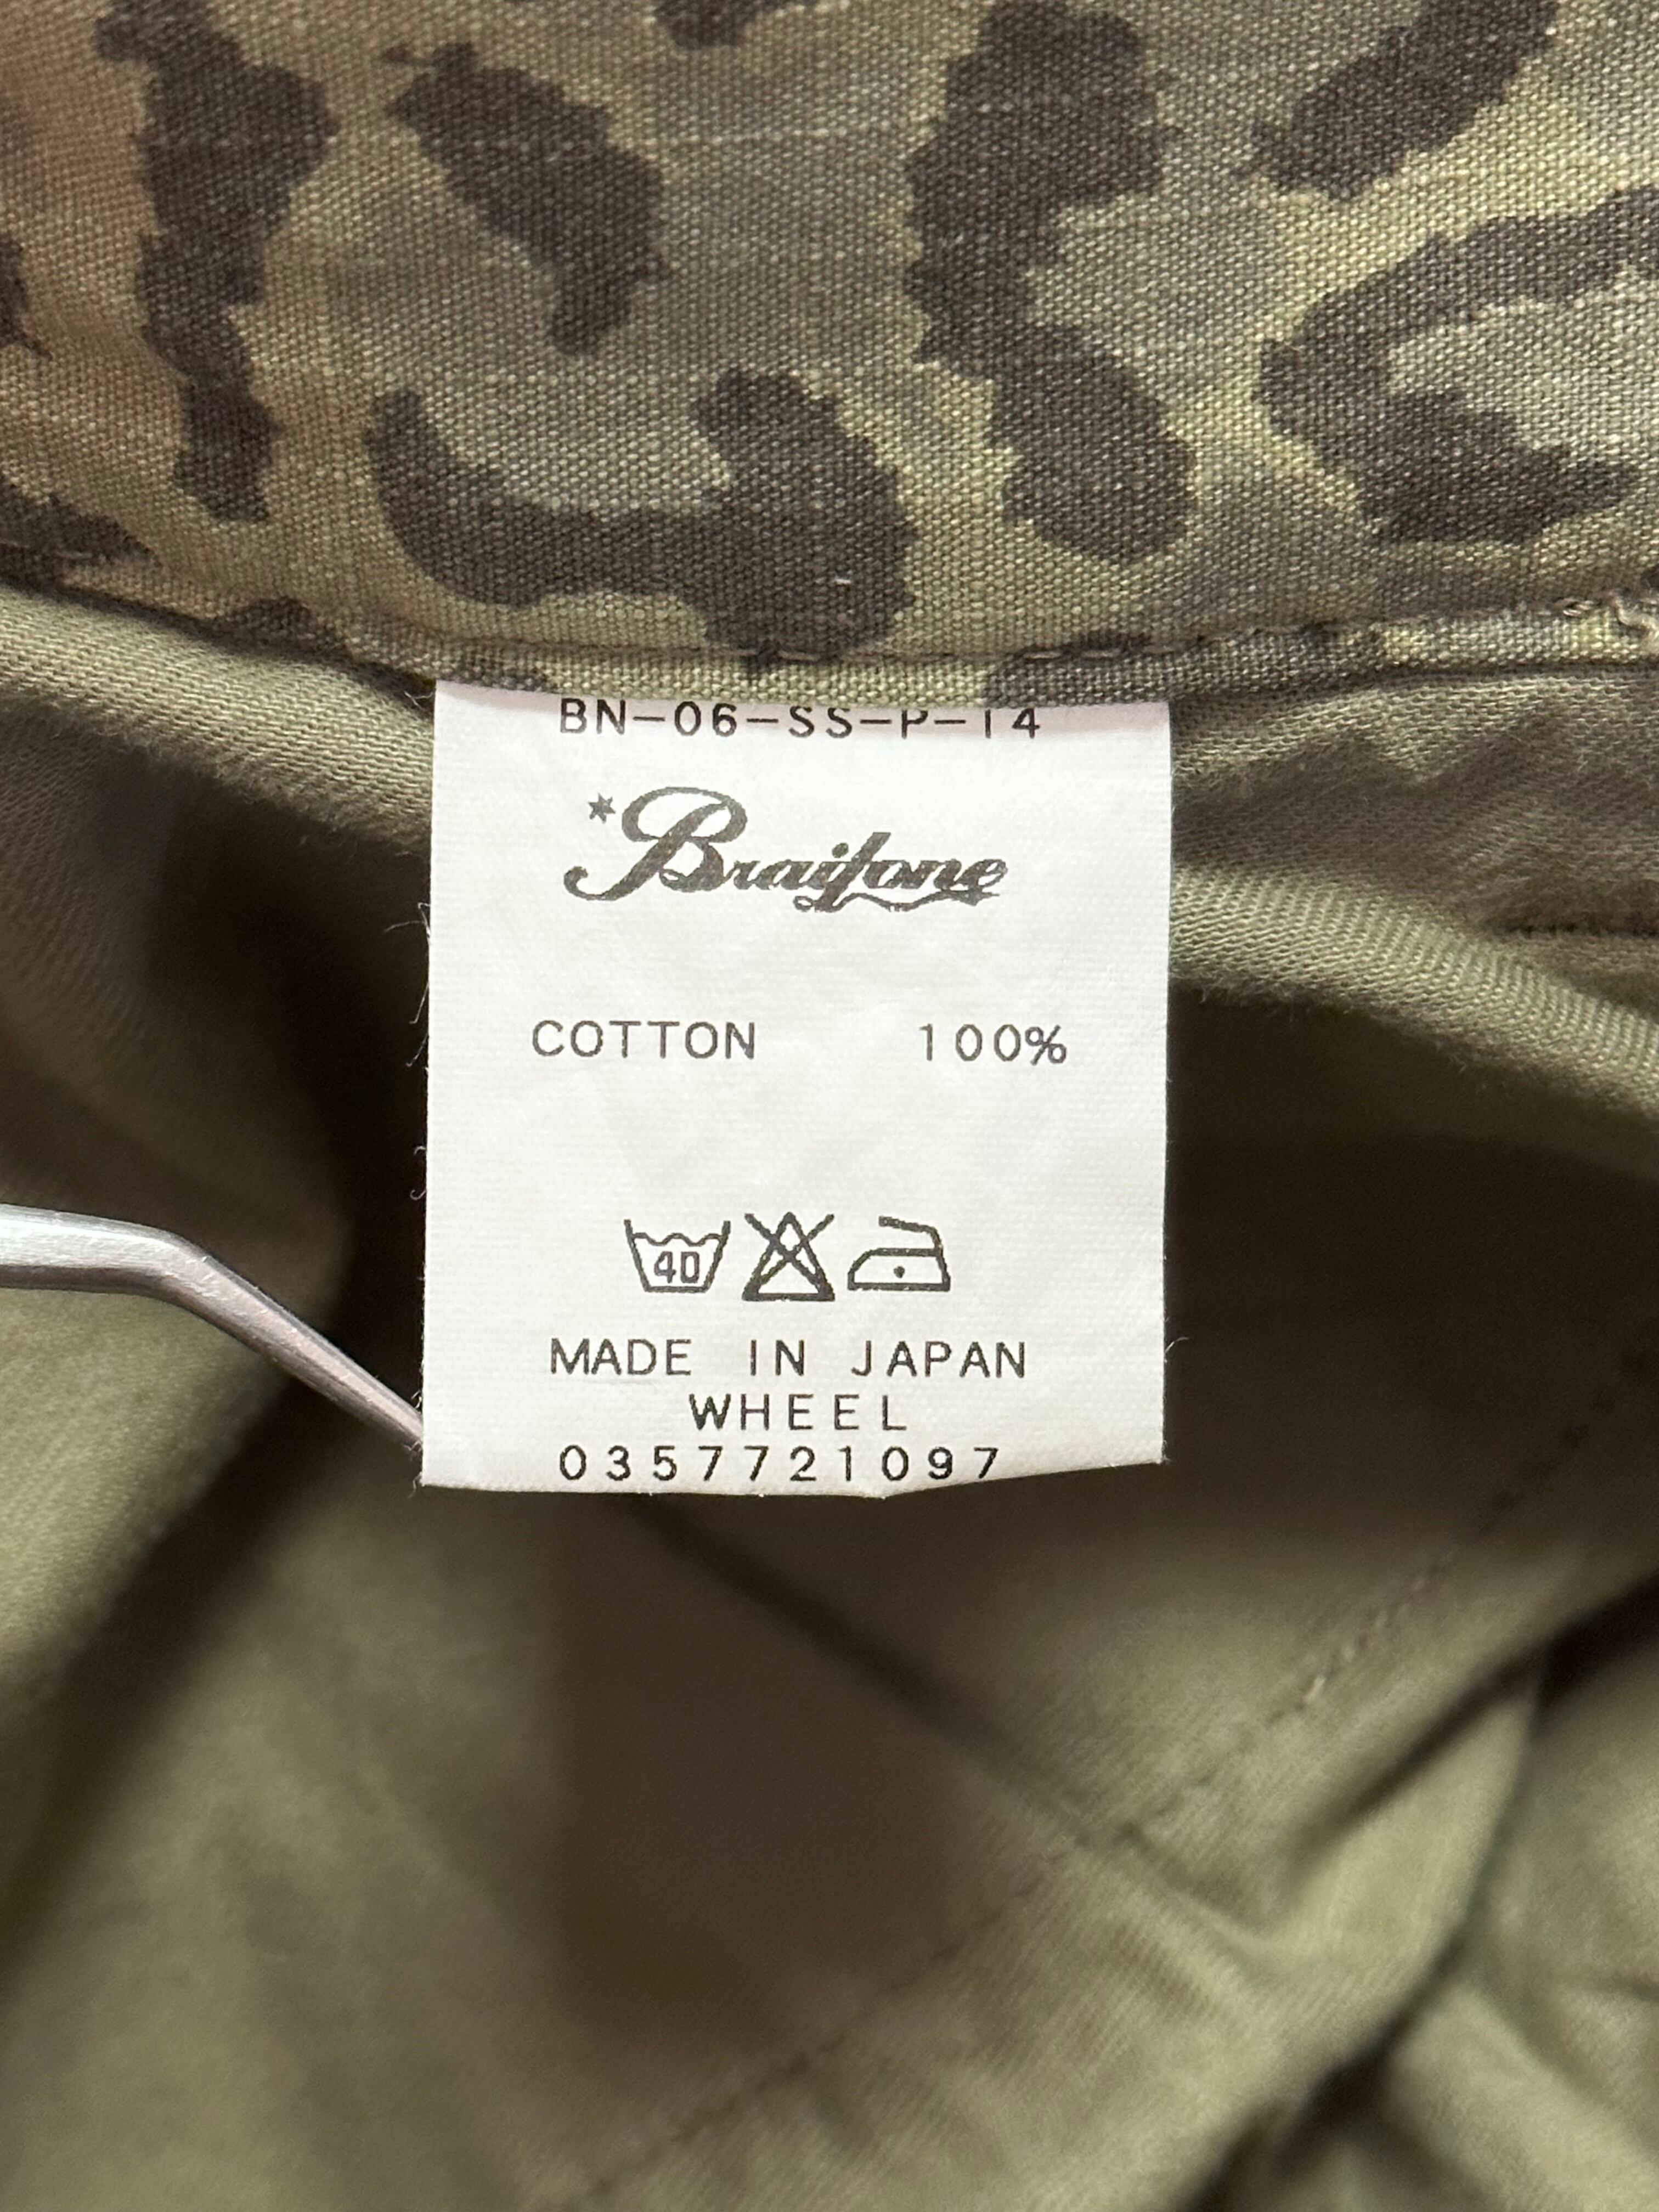 BN-06-SS-P-14
*Braifone
COTTON 100%
40
MADE IN JAPAN
WHEEL
0357721097